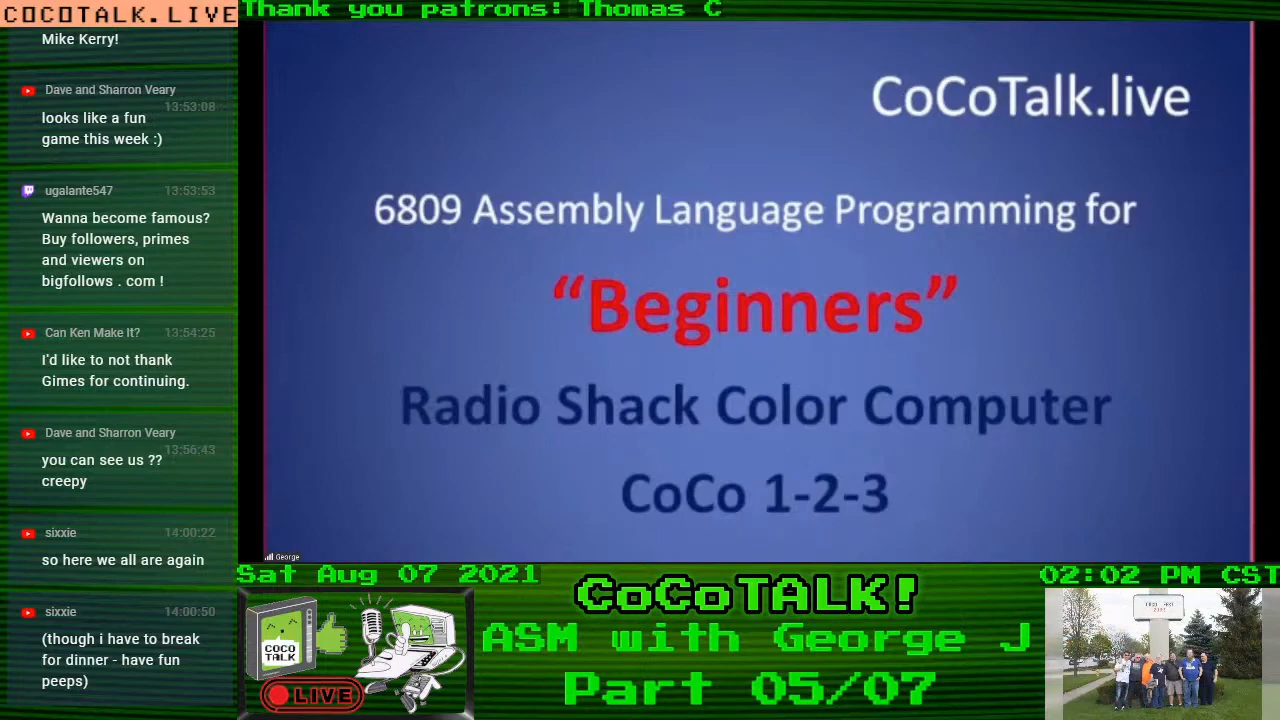 COCOTALK.LIVE
Thank you patrons: Thomas C
Mike Kerry!
Dave and Sharron Veary
13:53:08
looks like a fun
game this week :)
ugalante547 13:53:53
Wanna become famous?
Buy followers, primes
and viewers on
bigfollows . com !
Can Ken Make It? 13:54:25
I'd like to not thank
Gimes for continuing.
Dave and Sharron Veary
13:56:43
you can see us ??
creepy
sixxie 14:00:22
so here we all are again
sixxie 14:00:50
(though i have to break
for dinner - have fun
peeps)
CoCoTalk.live
6809 Assembly Language Programming for
“Beginners”
Radio Shack Color Computer
CoCo 1-2-3
George
Sat Aug 07 2021
CoCoTALK!
02:02 PM CST
ASM with George J
Part 05/07
COCO
TALK
LIVE